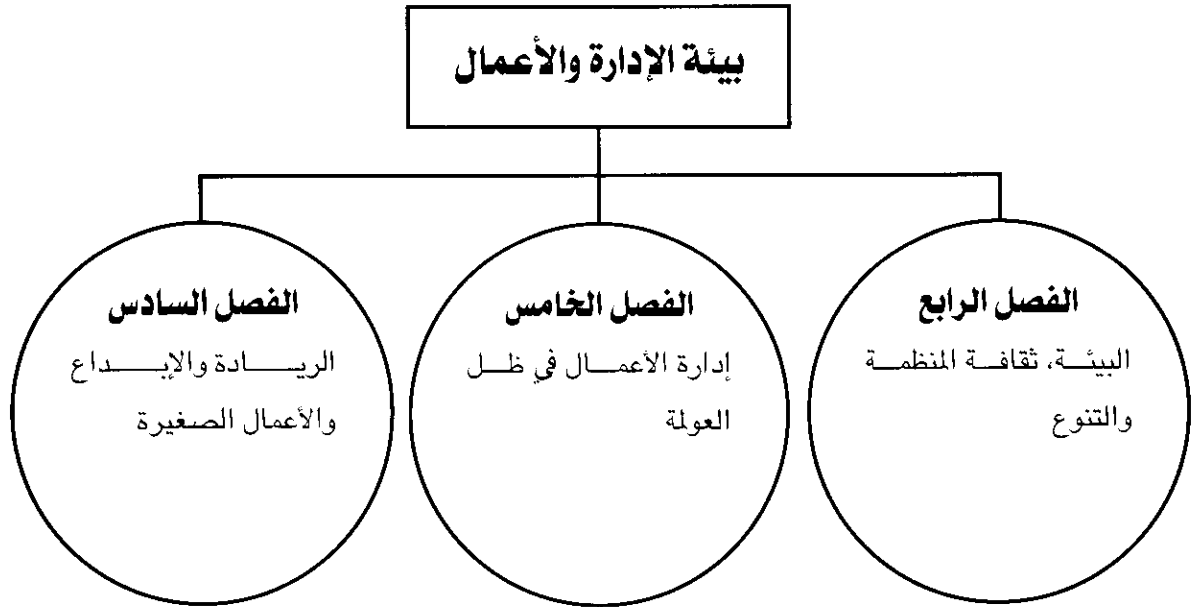 بيئة الإدارة والأعمال
الفصل الرابع
البيئة، ثقافة المنظمة
والتنوع
الفصل الخامس
إدارة الأعمال في ظل
العولمة
الفصل السادس
الريادة والإبداع
والأعمال الصغيرة